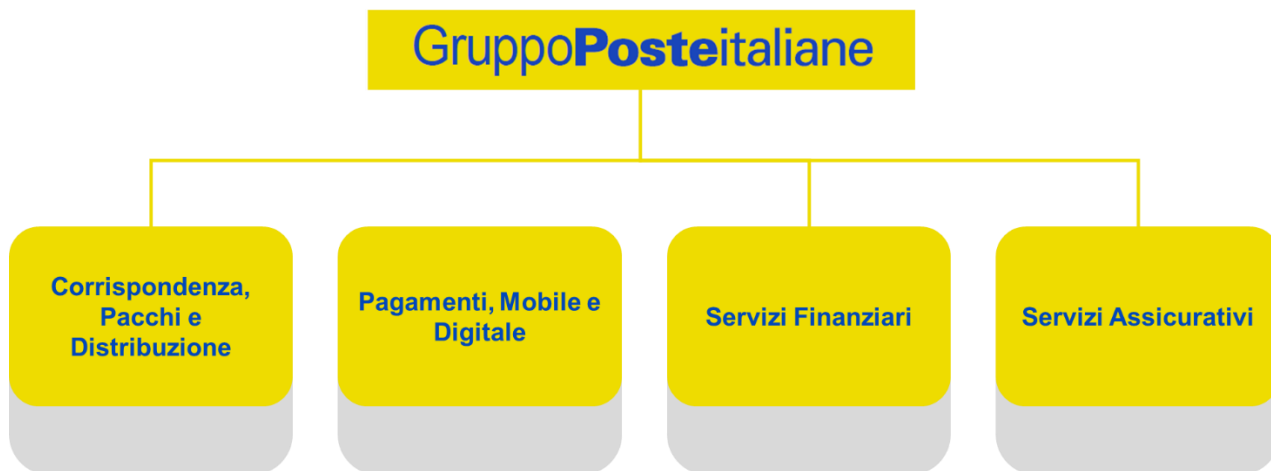 GruppoPosteitaliane
Corrispondenza,
Pacchi e
Distribuzione
Pagamenti, Mobile e
Digitale
Servizi Finanziari
Servizi Assicurativi